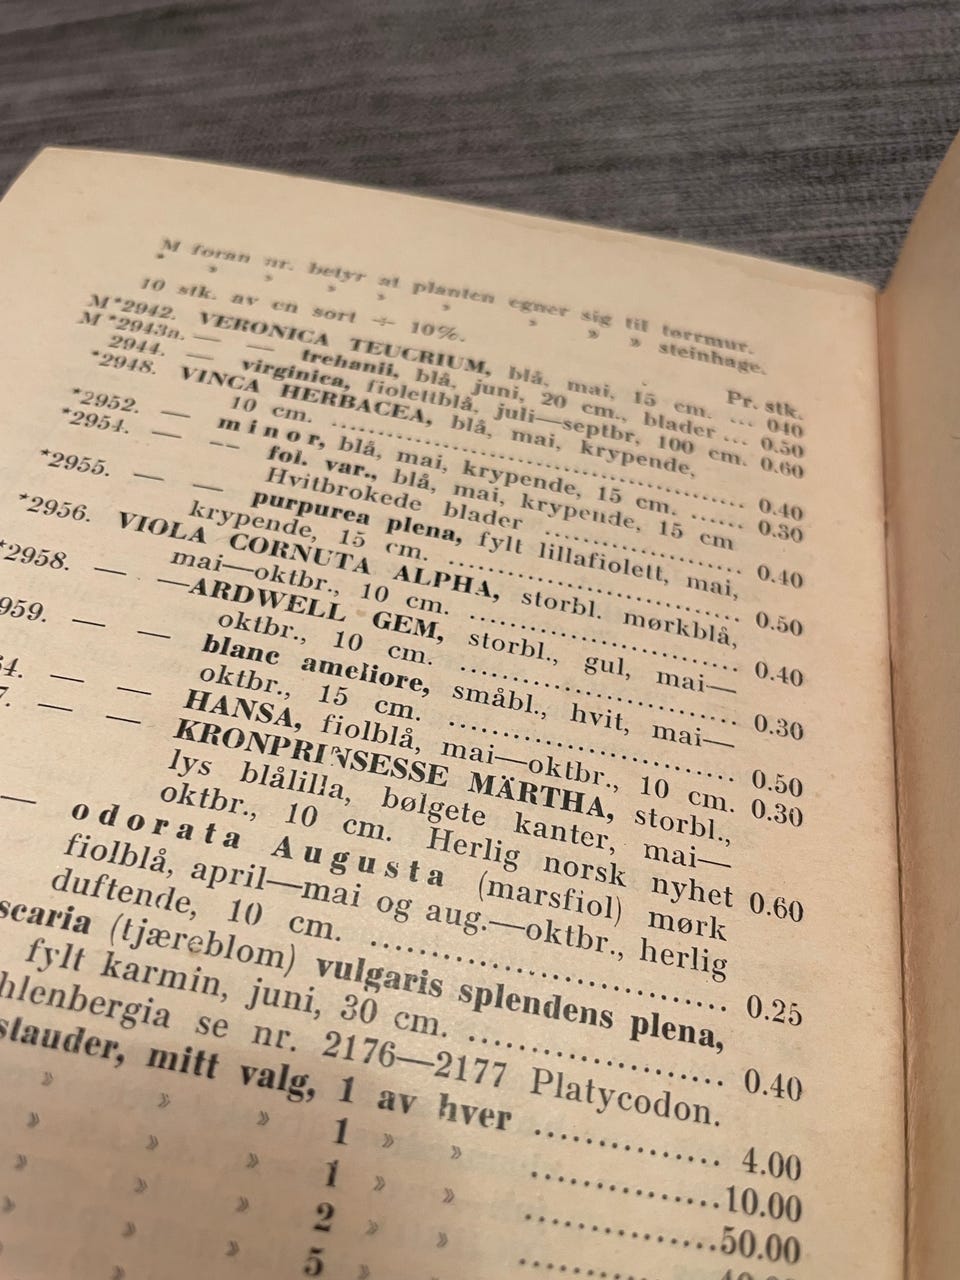 M foran nr. betyr at planten egner sig til tørrmur.
* » » » » » » » » steinhage.
10 stk. av en sort ÷ 10%.
Pr. stk.
M*2942. VERONICA TEUCRIUM, blå, mai, 15 cm. ... 040
M *2943a. — — trehanii, blå, juni, 20 cm., blader ... 0.50
2944. — virginica, fiolettblå, juli—septbr, 100 cm. 0.60
*2948. VINCA HERBACEA, blå, mai, krypende,
10 cm. .............................. 0.40
*2952. — minor, blå, mai, krypende, 15 cm. ...... 0.30
*2954. — — fol. var., blå, mai, krypende, 15 cm
Hvitbrokede blader .................... 0.40
*2955. — — purpurea plena, fylt lillafiolett, mai,
krypende, 15 cm. ........................ 0.50
*2956. VIOLA CORNUTA ALPHA, storbl. mørkblå,
mai—oktbr., 10 cm. ........................ 0.40
*2958. — —ARDWELL GEM, storbl., gul, mai—
oktbr., 10 cm. ........................ 0.30
959. — — blanc ameliore, småbl., hvit, mai—
oktbr., 15 cm. ........................ 0.50
4. — — HANSA, fiolblå, mai—oktbr., 10 cm. 0.30
7. — — KRONPRINSESSE MÄRTHA, storbl.,
lys blålilla, bølgete kanter, mai—
oktbr., 10 cm. Herlig norsk nyhet 0.60
— odorata Augusta (marsfiol) mørk
fiolblå, april—mai og aug.—oktbr., herlig
duftende, 10 cm. .............................. 0.25
scaria (tjæreblom) vulgaris splendens plena,
fylt karmin, juni, 30 cm. ...................... 0.40
hlenbergia se nr. 2176—2177 Platycodon.
stauder, mitt valg, 1 av hver ................ 4.00
» » » 1 » » ................10.00
» » » 1 » » ................50.00
» » » 2 » »
» » » 5 » »